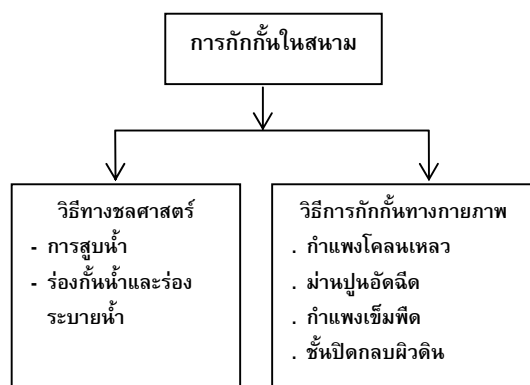 การกักกั้นในสนาม
วิธีทางชลศาสตร์
- การสูบน้ำ
- ร่องกั้นน้ำและร่อง
ระบายน้ำ
วิธีการกักกั้นทางกายภาพ
. กำแพงโคลนเหลว
. ม่านปูนอัดฉีด
. กำแพงเข็มพืด
. ชั้นปิดกลบผิวดิน